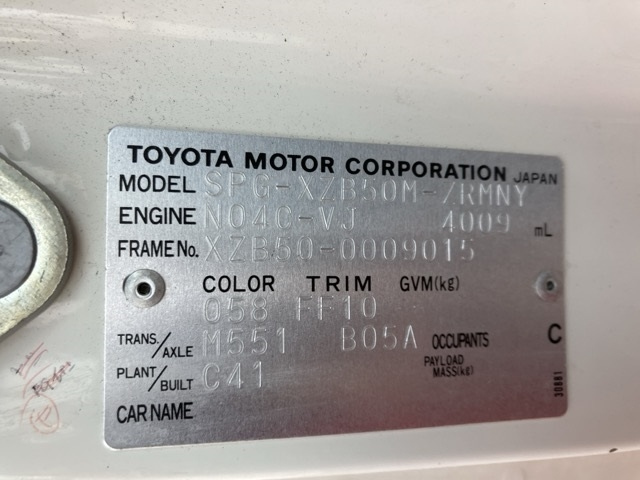 TOYOTA MOTOR CORPORATION JAPAN
MODEL SPG-XZB50M-ZRMNY
ENGINE N04C-VJ 4009 mL
FRAME No. XZB50-0009015
COLOR TRIM GVM(kg)
058 FF10
TRANS./AXLE M551 B05A OCCUPANTS C
PAYLOAD MASS(kg)
PLANT/BUILT C41
CAR NAME
30881